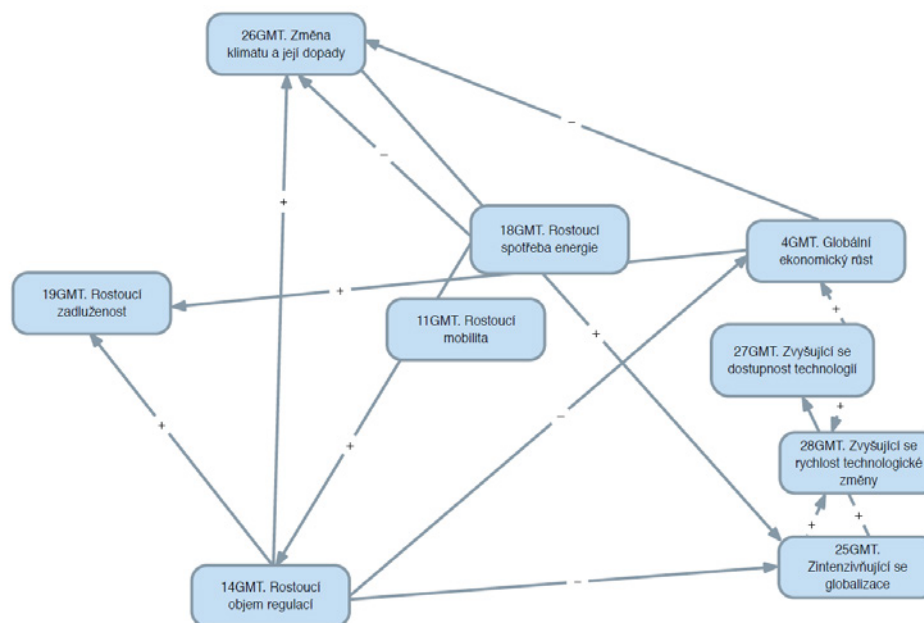 26GMT. Změna
klimatu a její dopady
–
–
18GMT. Rostoucí
spotřeba energie
4GMT. Globální
ekonomický růst
+
19GMT. Rostoucí
zadluženost
+
11GMT. Rostoucí
mobilita
+
+
27GMT. Zvyšující se
dostupnost technologií
+
–
+
+
28GMT. Zvyšující se
rychlost technologické
změny
+
+
+
25GMT.
Zintenzivňující se
globalizace
14GMT. Rostoucí
objem regulací
–